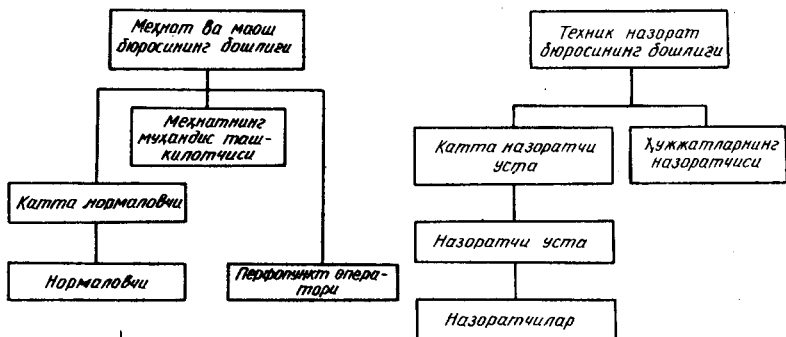 Меҳнат ва маош
бюросининг бошлиғи
Меҳнатнинг
муҳандис таш-
килотчиси
Катта нормаловчи
Нормаловчи
Перфопункт опера-
тори
Техник назорат
бюросининг бошлиғи
Катта назоратчи
уста
Ҳужжатларнинг
назоратчиси
Назоратчи уста
Назоратчилар